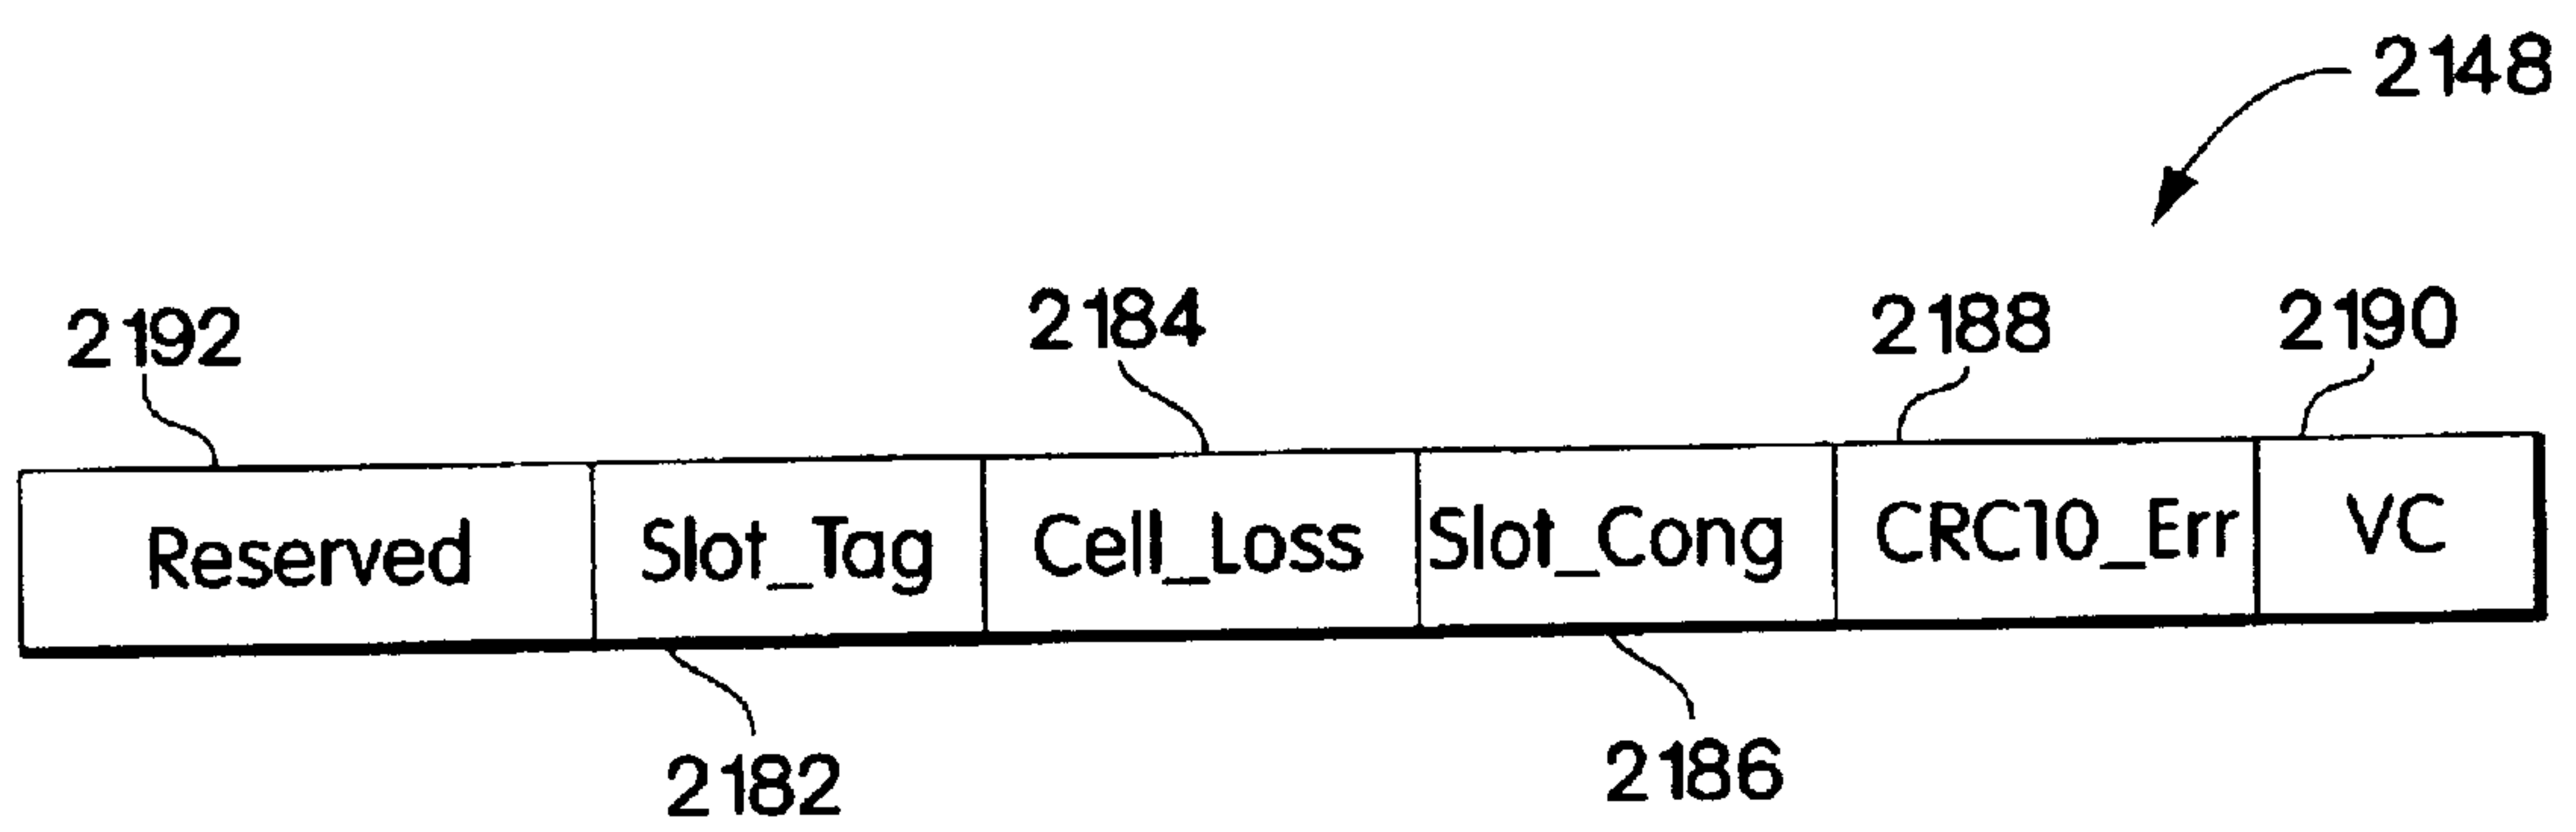 2148
2192 2184 2188 2190
Reserved Slot_Tag Cell_Loss Slot_Cong CRC10_Err VC
2182 2186